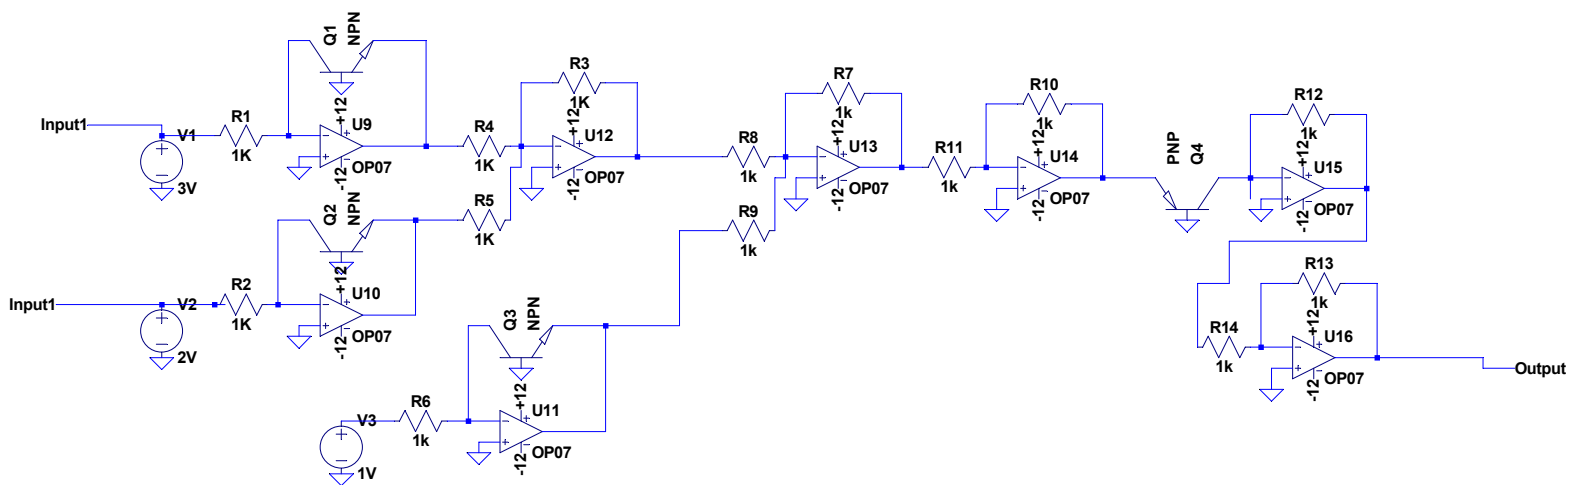 Input1
V1
3V
R1
1K
Q1
NPN
+12
U9
-12
OP07
R4
1K
R3
1K
+12
U12
-12
OP07
Input1
V2
2V
R2
1K
Q2
NPN
+12
U10
-12
OP07
R5
1K
V3
1V
R6
1k
Q3
NPN
+12
U11
-12
OP07
R8
1k
R9
1k
R7
1k
+12
U13
-12
OP07
R11
1k
R10
1k
+12
U14
-12
OP07
PNP
Q4
R12
1k
+12
U15
-12
OP07
R14
1k
R13
1k
+12
U16
-12
OP07
Output